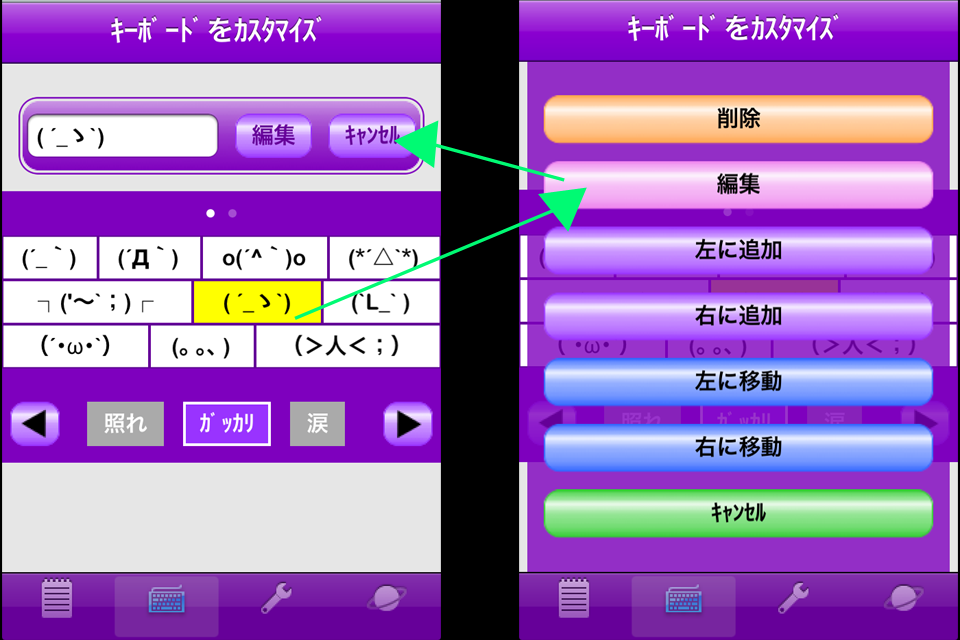 ｷｰﾎﾞｰﾄﾞをｶｽﾀﾏｲｽﾞ
( ´_ゝ`)
編集
ｷｬﾝｾﾙ
(´_｀)
(´Д｀)
o(´^｀)o
(*´△`*)
┐('～`；)┌
( ´_ゝ`)
(`L_` )
(´･ω･`)
(｡ ｡､)
(＞人＜；)
照れ
ｶﾞｯｶﾘ
涙
ｷｰﾎﾞｰﾄﾞをｶｽﾀﾏｲｽﾞ
削除
編集
左に追加
右に追加
左に移動
右に移動
ｷｬﾝｾﾙ